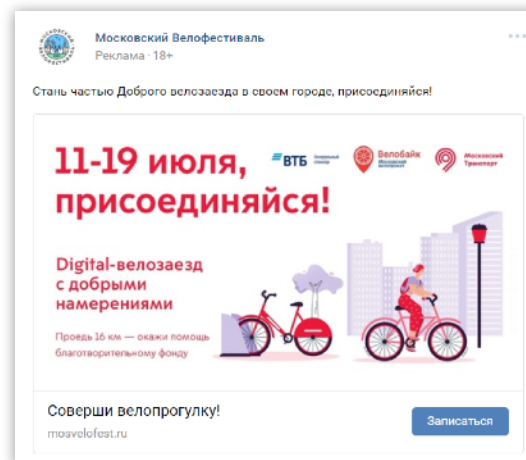 Московский Велофестиваль
Реклама · 18+
Стань частью Доброго велозаезда в своем городе, присоединяйся!
11-19 июля,
присоединяйся!
ВТБ
Велобайк
Московский
Транспорт
Digital-велозаезд
с добрыми
намерениями
Проедь 16 км — окажи помощь
благотворительному фонду
Соверши велопрогулку!
mosvelofest.ru
Записаться